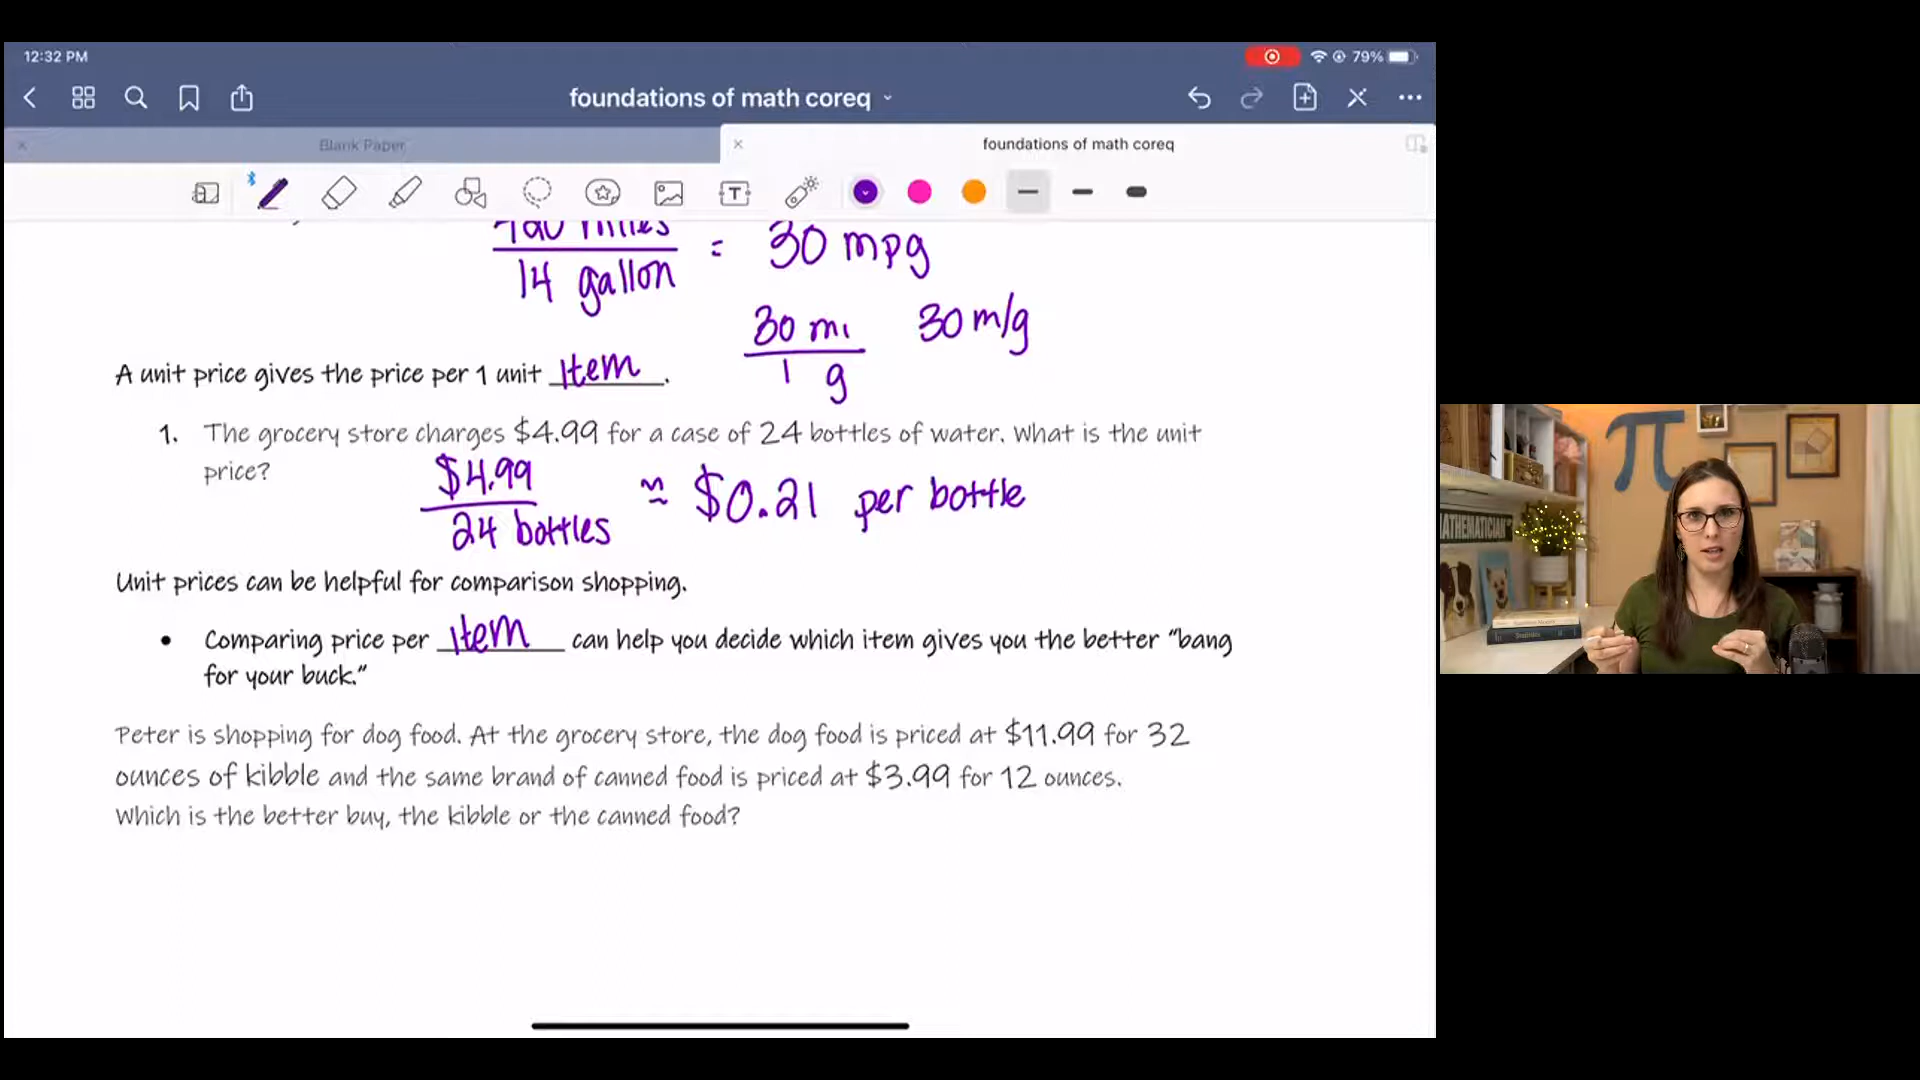 12:32 PM
79%
foundations of math coreq
Blank Paper
foundations of math coreq
= 30 mpg
14 gallon
30 mi 30 m/g
1 g
A unit price gives the price per 1 unit item.
1. The grocery store charges $4.99 for a case of 24 bottles of water. What is the unit
price?
$4.99
24 bottles
≈ $0.21 per bottle
Unit prices can be helpful for comparison shopping.
• Comparing price per item can help you decide which item gives you the better "bang
for your buck."
Peter is shopping for dog food. At the grocery store, the dog food is priced at $11.99 for 32
ounces of kibble and the same brand of canned food is priced at $3.99 for 12 ounces.
Which is the better buy, the kibble or the canned food?
MATHEMATICIAN
Statistics